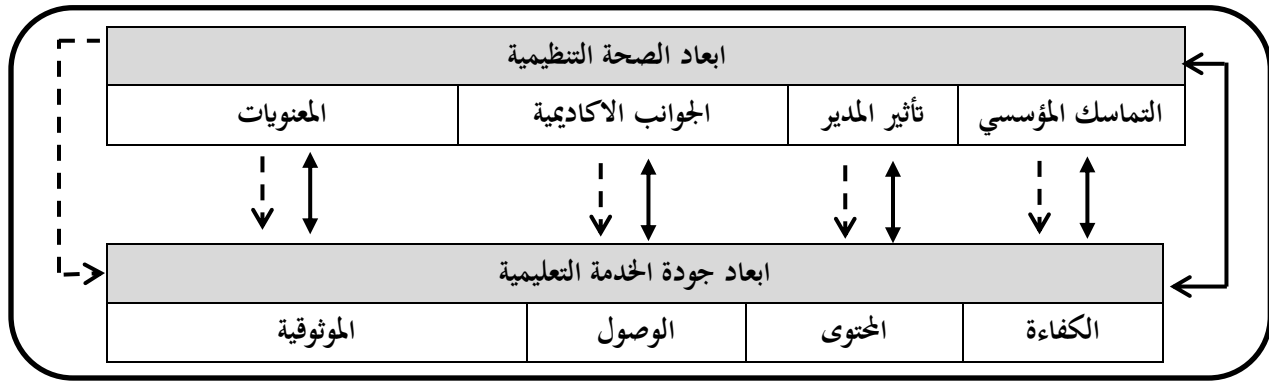 ابعاد الصحة التنظيمية
التماسك المؤسسي تأثير المدير الجوانب الاكاديمية المعنويات
ابعاد جودة الخدمة التعليمية
الكفاءة المحتوى الوصول الموثوقية